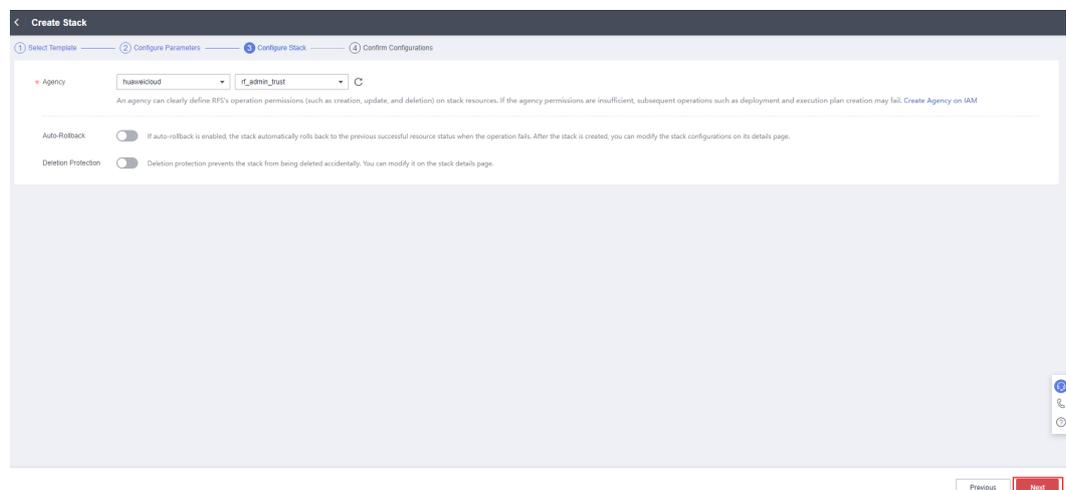 Create Stack
1 Select Template 2 Configure Parameters 3 Configure Stack 4 Confirm Configurations
* Agency huaweicloud rf_admin_trust
An agency can clearly define RFS's operation permissions (such as creation, update, and deletion) on stack resources. If the agency permissions are insufficient, subsequent operations such as deployment and execution plan creation may fail. Create Agency on IAM
Auto-Rollback If auto-rollback is enabled, the stack automatically rolls back to the previous successful resource status when the operation fails. After the stack is created, you can modify the stack configurations on its details page.
Deletion Protection Deletion protection prevents the stack from being deleted accidentally. You can modify it on the stack details page.
Previous Next